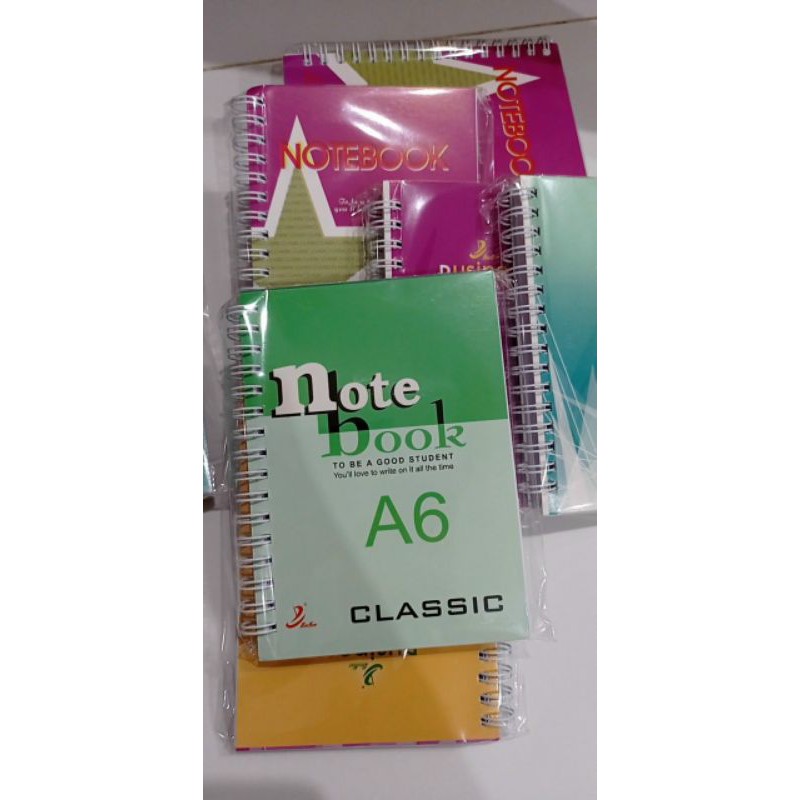 NOTEBOOK
NOTEBOO
note
book
TO BE A GOOD STUDENT
You'll love to write on it all the time
A6
CLASSIC